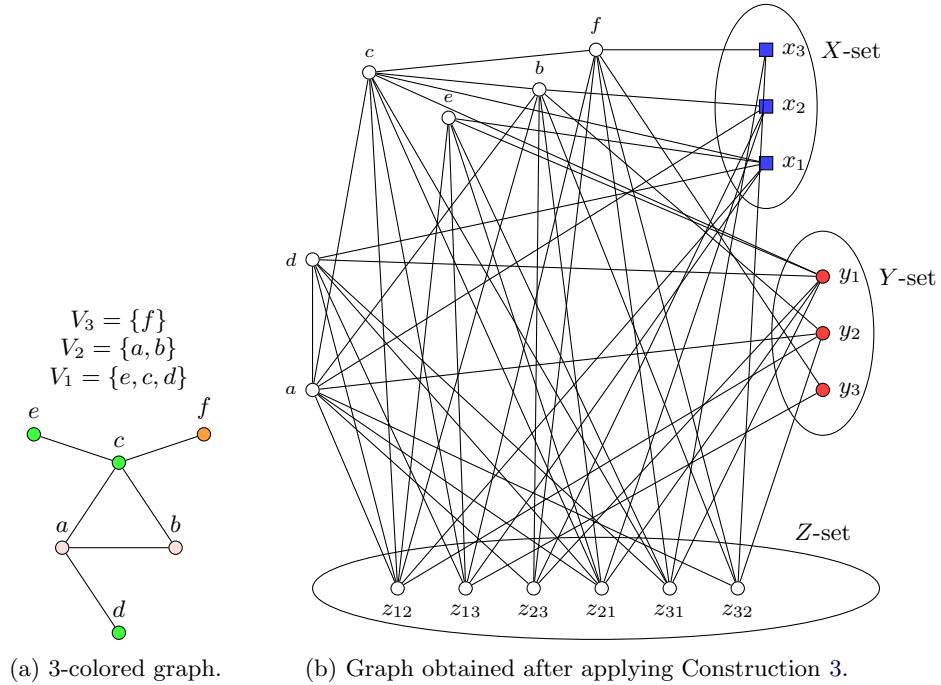 V₃ = {f}
V₂ = {a, b}
V₁ = {e, c, d}
e
f
c
a
b
d
(a) 3-colored graph.
c
f
b
e
d
a
x₃
X-set
x₂
x₁
y₁
Y-set
y₂
y₃
Z-set
z₁₂
z₁₃
z₂₃
z₂₁
z₃₁
z₃₂
(b) Graph obtained after applying Construction 3.